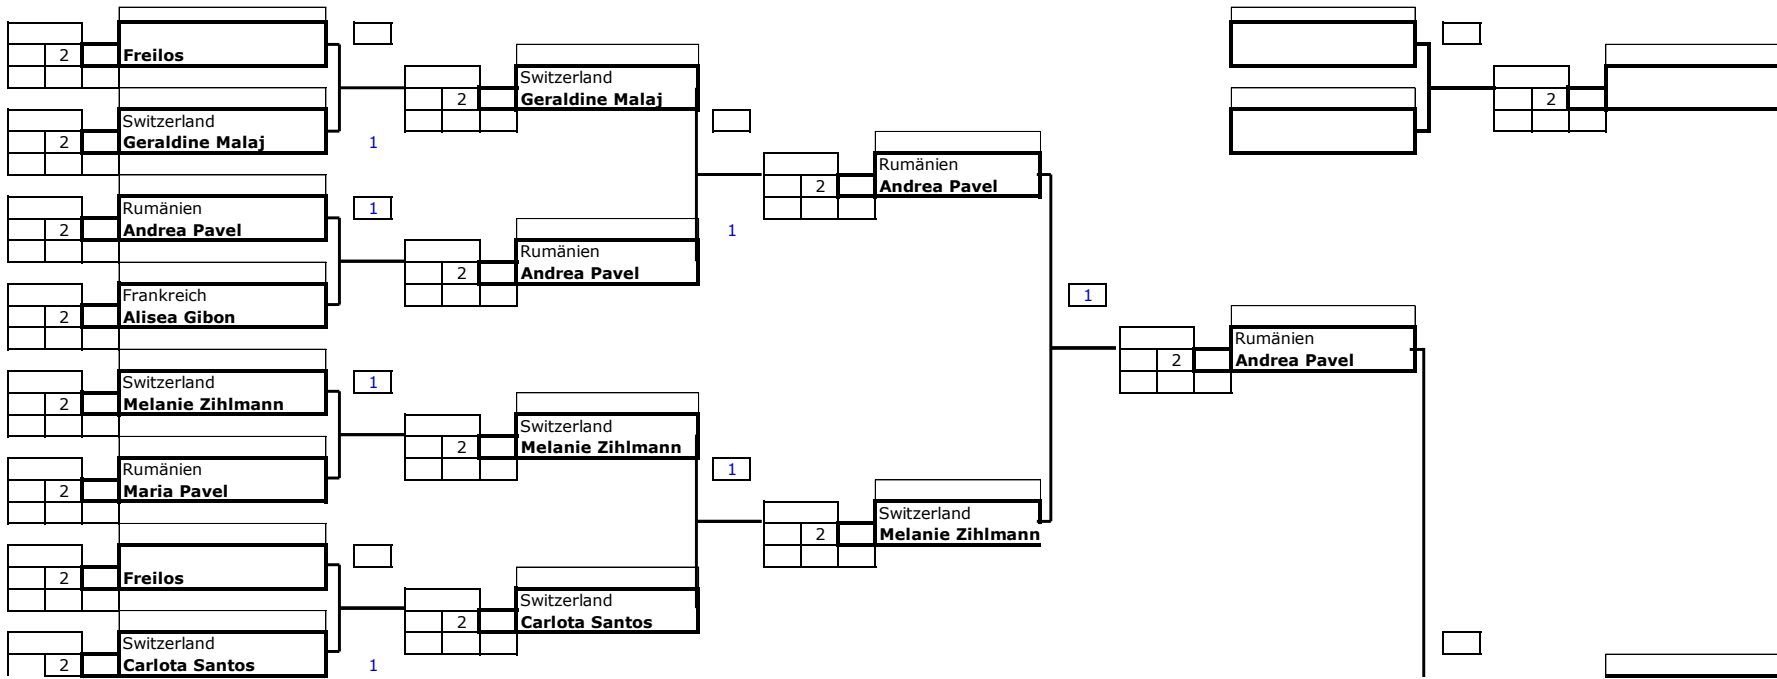 2
Freilos
2
Switzerland
Geraldine Malaj
1
2
Rumänien
Andrea Pavel
1
2
Frankreich
Alisea Gibon
2
Switzerland
Melanie Zihlmann
1
2
Rumänien
Maria Pavel
2
Freilos
2
Switzerland
Carlota Santos
1
2
Switzerland
Geraldine Malaj
2
Rumänien
Andrea Pavel
1
2
Switzerland
Melanie Zihlmann
1
2
Switzerland
Carlota Santos
2
Rumänien
Andrea Pavel
2
Switzerland
Melanie Zihlmann
1
2
Rumänien
Andrea Pavel
2